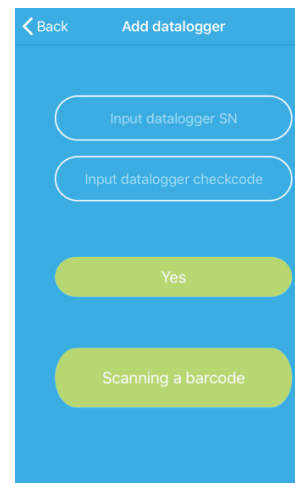 Back Add datalogger
Input datalogger SN
Input datalogger checkcode
Yes
Scanning a barcode